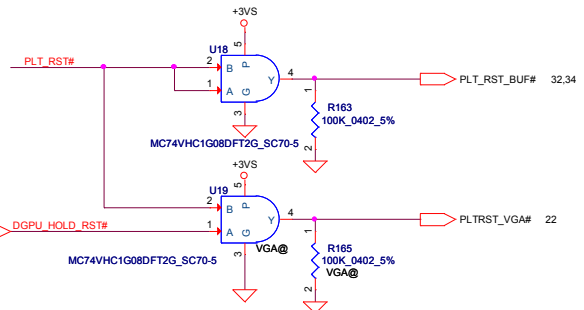 +3VS
U18
5
PLT_RST#
2
B
P
Y
4
PLT_RST_BUF# 32,34
1
A
G
1
R163
100K_0402_5%
3
2
MC74VHC1G08DFT2G_SC70-5
+3VS
U19
5
2
B
P
Y
4
PLTRST_VGA# 22
DGPU_HOLD_RST#
1
A
G
1
VGA@
R165
100K_0402_5%
VGA@
3
2
MC74VHC1G08DFT2G_SC70-5